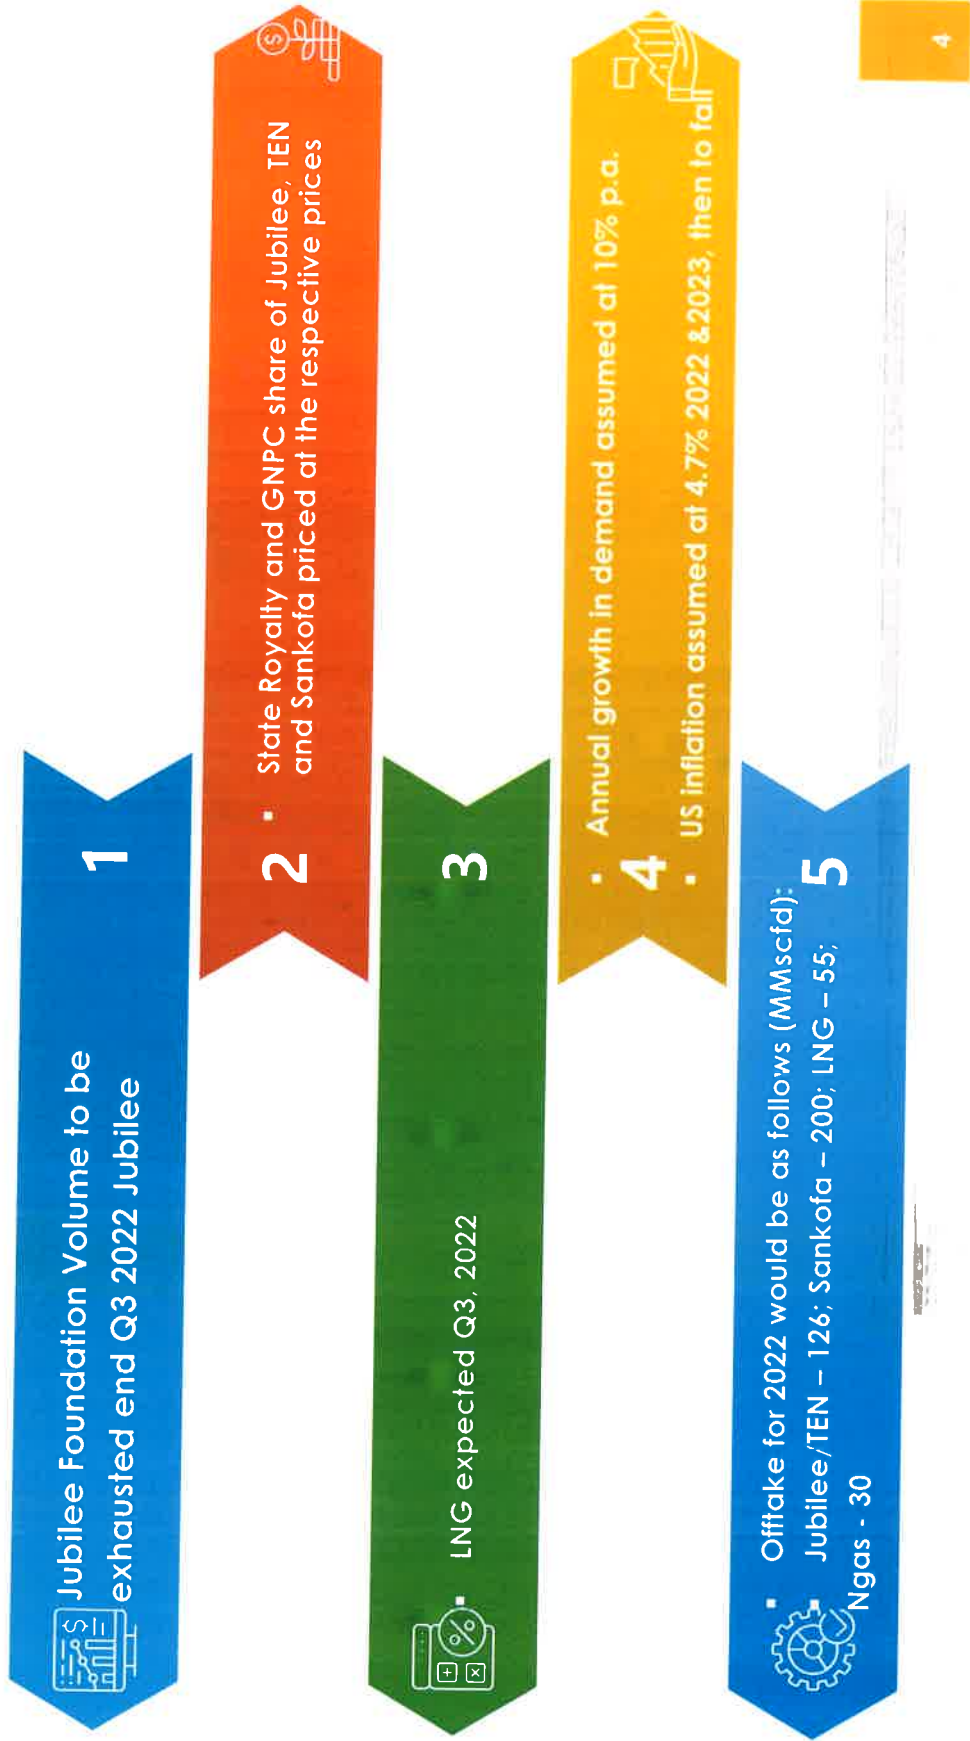 Jubilee Foundation Volume to be
exhausted end Q3 2022 Jubilee
1
2
▪ State Royalty and GNPC share of Jubilee, TEN
and Sankofa priced at the respective prices
▪ LNG expected Q3, 2022
3
4
▪ Annual growth in demand assumed at 10% p.a.
▪ US inflation assumed at 4.7% 2022 &2023, then to fall
▪ Offtake for 2022 would be as follows (MMscfd):
▪ Jubilee/TEN – 126; Sankofa – 200; LNG – 55;
Ngas - 30
5
4